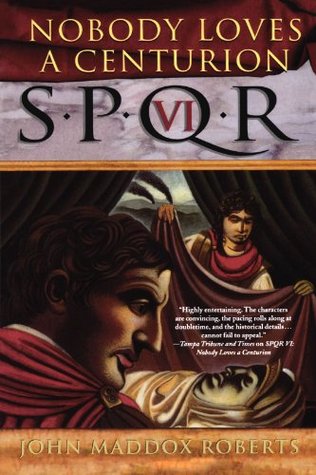 NOBODY LOVES
A CENTURION
S·P·Q·R
VI
"Highly entertaining. The characters
are convincing, the pacing rolls along at
doubletime, and the historical details…
cannot fail to appeal."
—Tampa Tribune and Times on SPQR VI:
Nobody Loves a Centurion
JOHN MADDOX ROBERTS